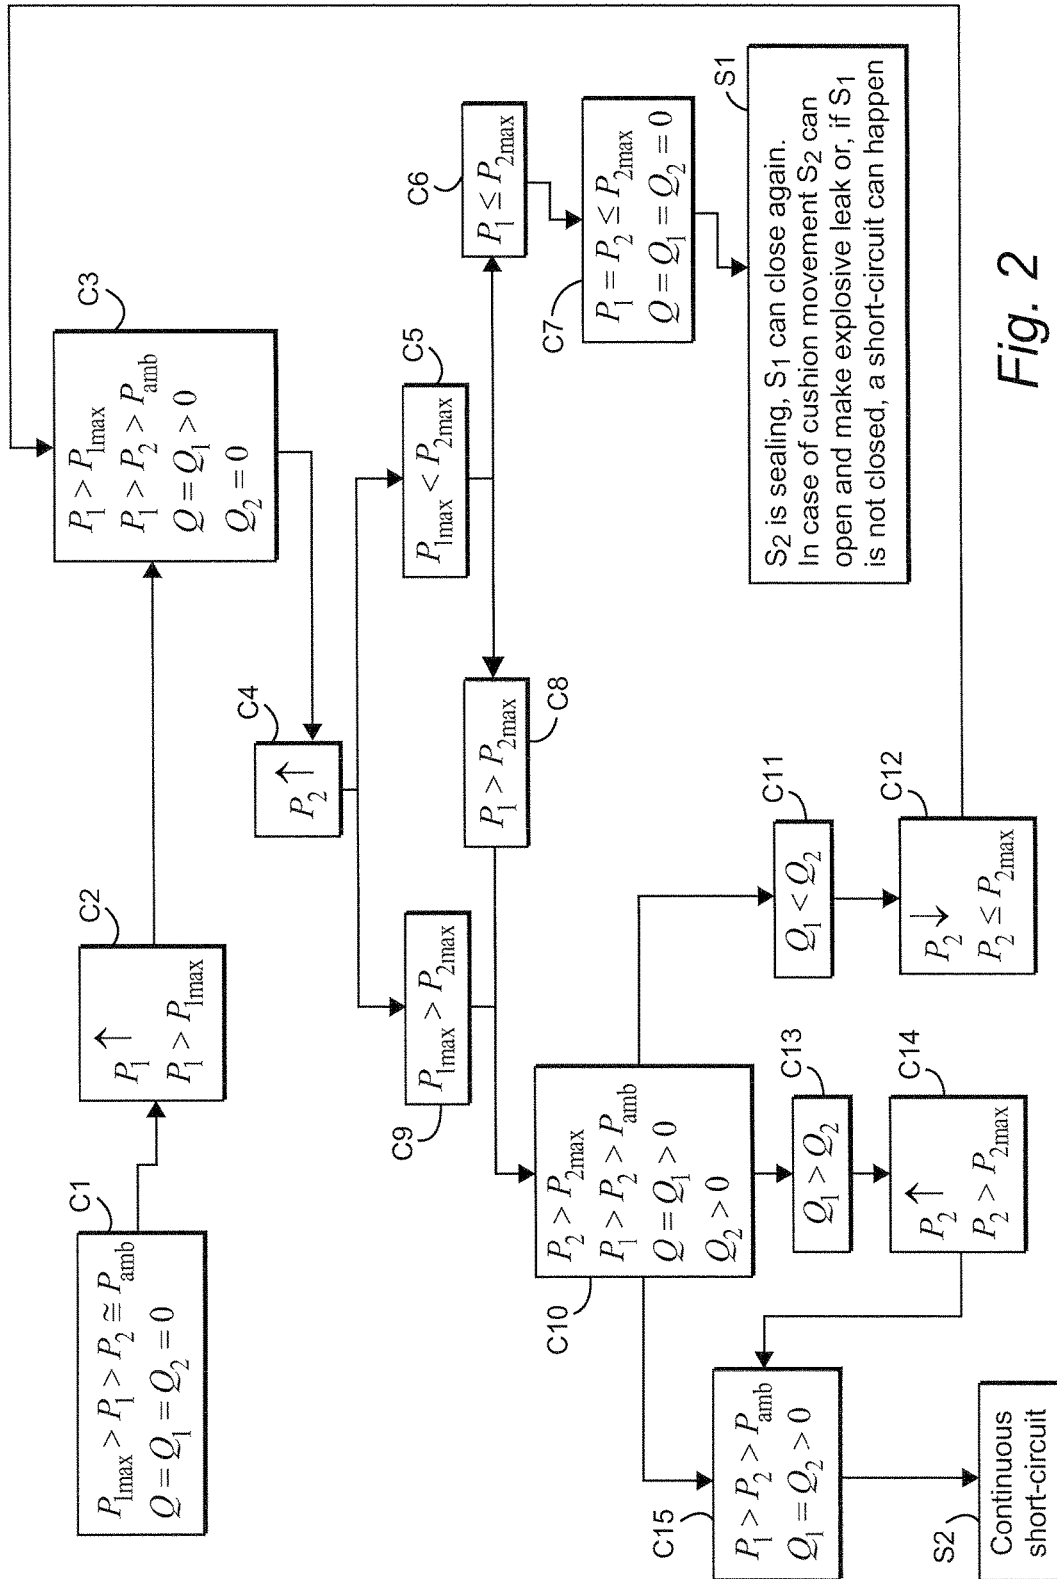 C1
P1max > P1 > P2 ≅ Pamb
Q = Q1 = Q2 = 0
C2
P1 ↑
P1 > P1max
C3
P1 > P1max
P1 > P2 > Pamb
Q = Q1 > 0
Q2 = 0
C4
P2 ↑
C9
P1max > P2max
C5
P1max < P2max
C8
P1 > P2max
C6
P1 ≤ P2max
C7
P1 = P2 ≤ P2max
Q = Q1 = Q2 = 0
S1
S2 is sealing, S1 can close again.
In case of cushion movement S2 can
open and make explosive leak or, if S1
is not closed, a short-circuit can happen
C10
P2 > P2max
P1 > P2 > Pamb
Q = Q1 > 0
Q2 > 0
C11
Q1 < Q2
C12
P2 ↓
P2 ≤ P2max
C13
Q1 > Q2
C14
P2 ↑
P2 > P2max
C15
P1 > P2 > Pamb
Q1 = Q2 > 0
S2
Continuous
short-circuit
Fig. 2